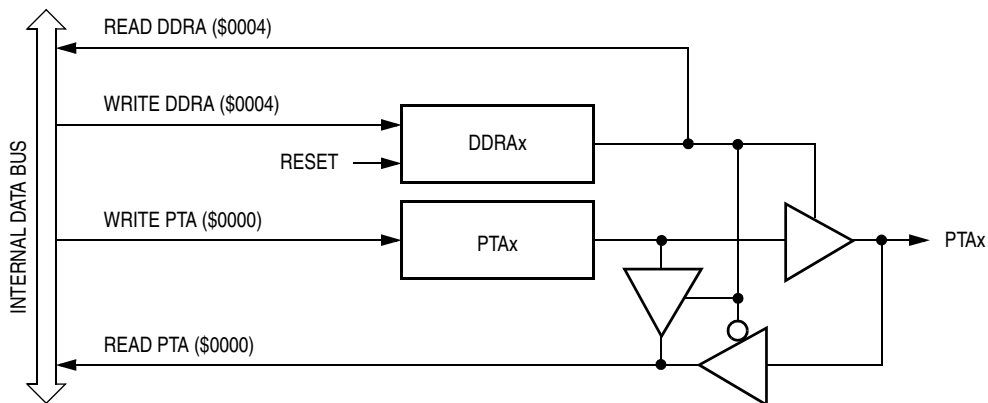 READ DDRA ($0004)
WRITE DDRA ($0004)
DDRAx
RESET
INTERNAL DATA BUS
WRITE PTA ($0000)
PTAx
PTAx
READ PTA ($0000)